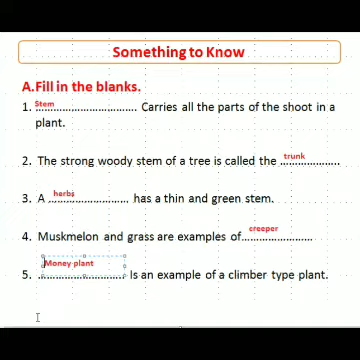 Something to Know
A.Fill in the blanks.
1. Stem................................ Carries all the parts of the shoot in a
plant.
2. The strong woody stem of a tree is called the trunk...................
3. A herbs........................... has a thin and green stem.
4. Muskmelon and grass are examples of creeper........................
5. Money plant............................ Is an example of a climber type plant.